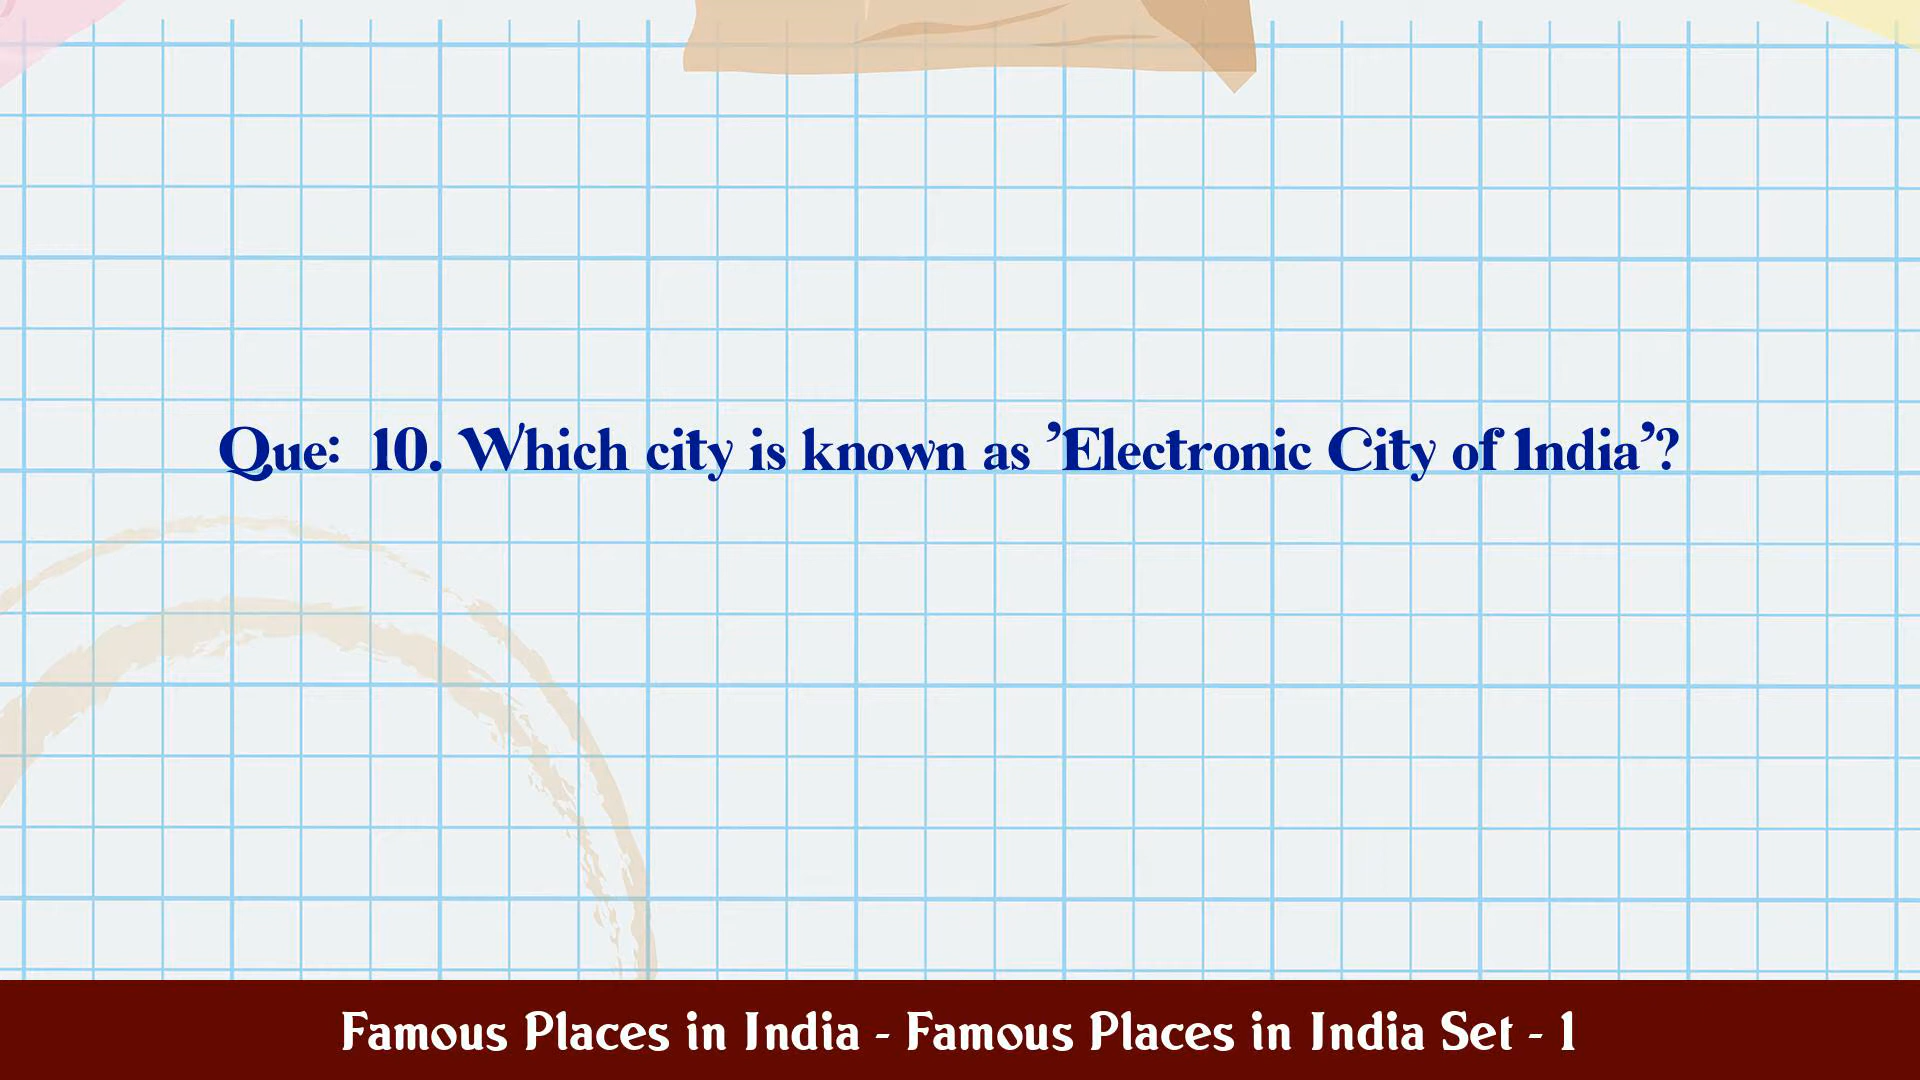 Que: 10. Which city is known as 'Electronic City of India'?
Famous Places in India - Famous Places in India Set - 1